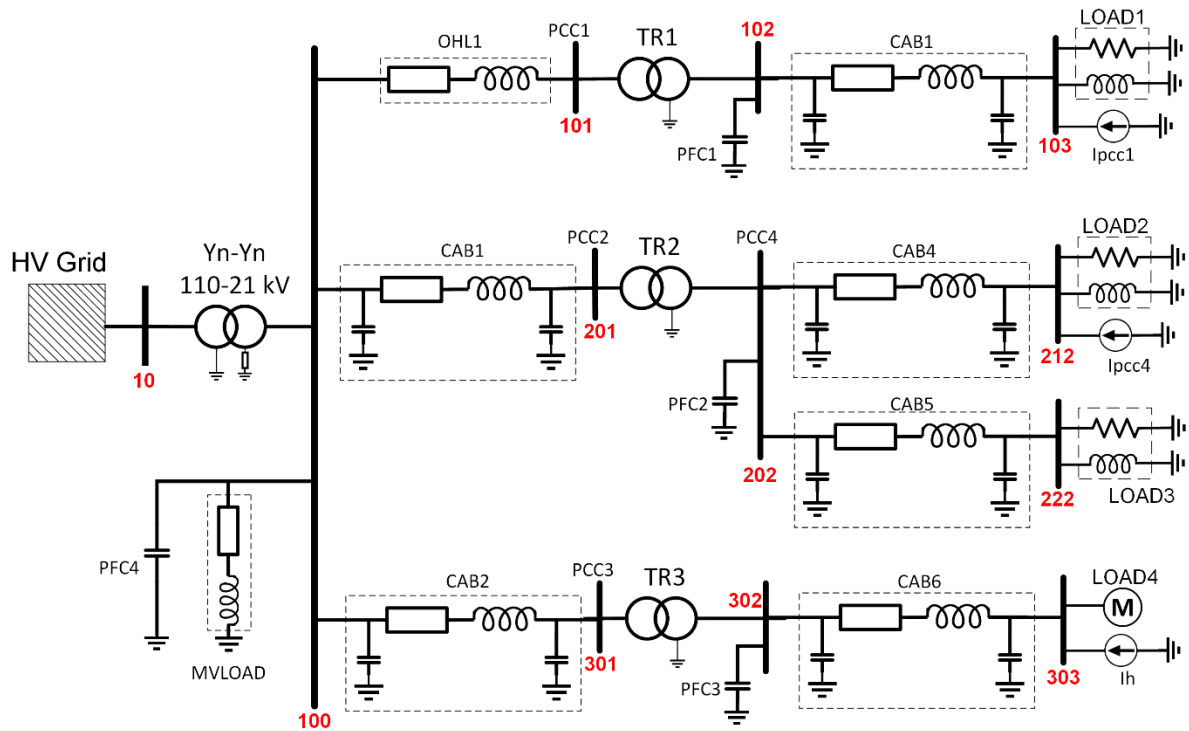 OHL1
PCC1
101
TR1
102
PFC1
CAB1
LOAD1
103
Ipcc1
HV Grid
10
Yn-Yn
110-21 kV
CAB1
PCC2
201
TR2
PCC4
PFC2
202
CAB4
LOAD2
212
Ipcc4
CAB5
222
LOAD3
PFC4
MVLOAD
100
CAB2
PCC3
301
TR3
302
PFC3
CAB6
LOAD4
M
303
Ih